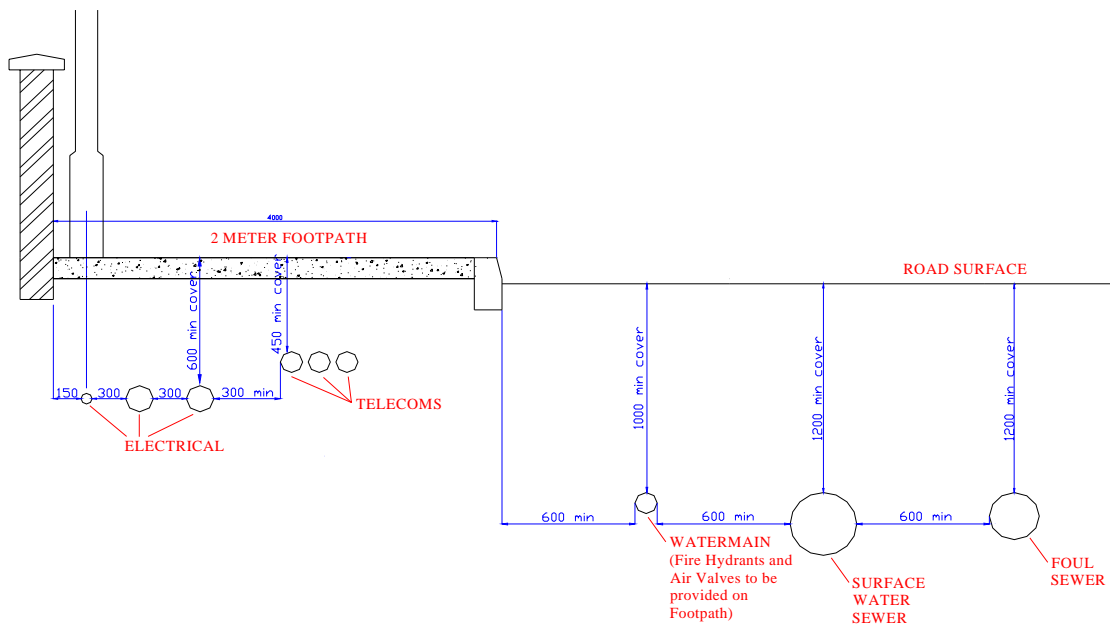 4000
2 METER FOOTPATH
ROAD SURFACE
600 min cover
450 min cover
1000 min cover
1200 min cover
1200 min cover
150
300
300
300 min
TELECOMS
ELECTRICAL
600 min
600 min
600 min
WATERMAIN
(Fire Hydrants and
Air Valves to be
provided on
Footpath)
SURFACE
WATER
SEWER
FOUL
SEWER